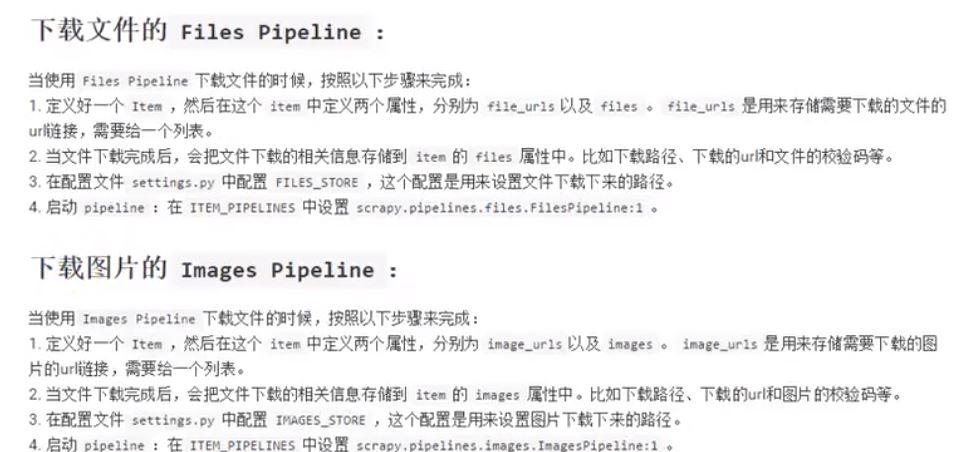 下载文件的 Files Pipeline :
当使用 Files Pipeline 下载文件的时候，按照以下步骤来完成：
1. 定义好一个 Item ，然后在这个 item 中定义两个属性，分别为 file_urls 以及 files 。 file_urls 是用来存储需要下载的文件的
url链接，需要给一个列表。
2. 当文件下载完成后，会把文件下载的相关信息存储到 item 的 files 属性中。比如下载路径、下载的url和文件的校验码等。
3. 在配置文件 settings.py 中配置 FILES_STORE ，这个配置是用来设置文件下载下来的路径。
4. 启动 pipeline ：在 ITEM_PIPELINES 中设置 scrapy.pipelines.files.FilesPipeline:1 。
下载图片的 Images Pipeline :
当使用 Images Pipeline 下载文件的时候，按照以下步骤来完成：
1. 定义好一个 Item ，然后在这个 item 中定义两个属性，分别为 image_urls 以及 images 。 image_urls 是用来存储需要下载的图
片的url链接，需要给一个列表。
2. 当文件下载完成后，会把文件下载的相关信息存储到 item 的 images 属性中。比如下载路径、下载的url和图片的校验码等。
3. 在配置文件 settings.py 中配置 IMAGES_STORE ，这个配置是用来设置图片下载下来的路径。
4. 启动 pipeline ：在 ITEM_PIPELINES 中设置 scrapy.pipelines.images.ImagesPipeline:1 。